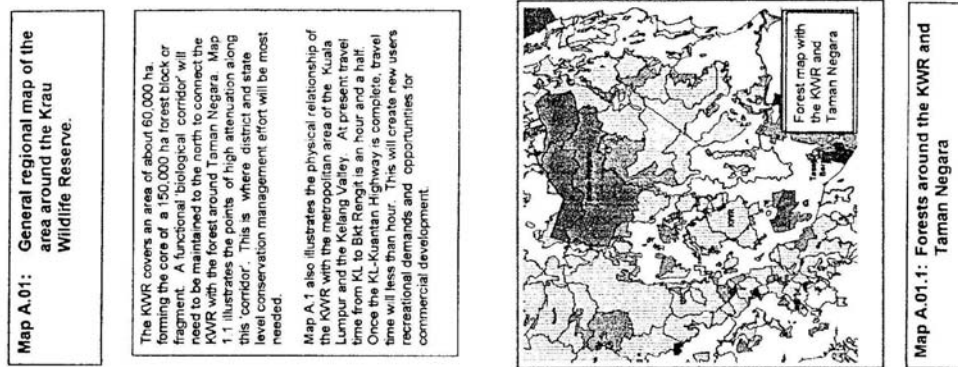 Map A.01: General regional map of the
area around the Krau
Wildlife Reserve.
The KWR covers an area of about 60,000 ha.
forming the core of a 150,000 ha forest block or
fragment. A functional 'biological corridor' will
need to be maintained to the north to connect the
KWR with the forest around Taman Negara. Map
1.1 illustrates the points of high attenuation along
this 'corridor'. This is where district and state
level conservation management effort will be most
needed.
Map A.1 also illustrates the physical relationship of
the KWR with the metropolitan area of the Kuala
Lumpur and the Kelang Valley. At present travel
time from KL to Bkt Rengit is an hour and a half.
Once the KL-Kuantan Highway is complete, travel
time will less than hour. This will create new users
recreational demands and opportunities for
commercial development.
KWR
Forest map with
the KWR and
Taman Negara
Map A.01.1: Forests around the KWR and
Taman Negara